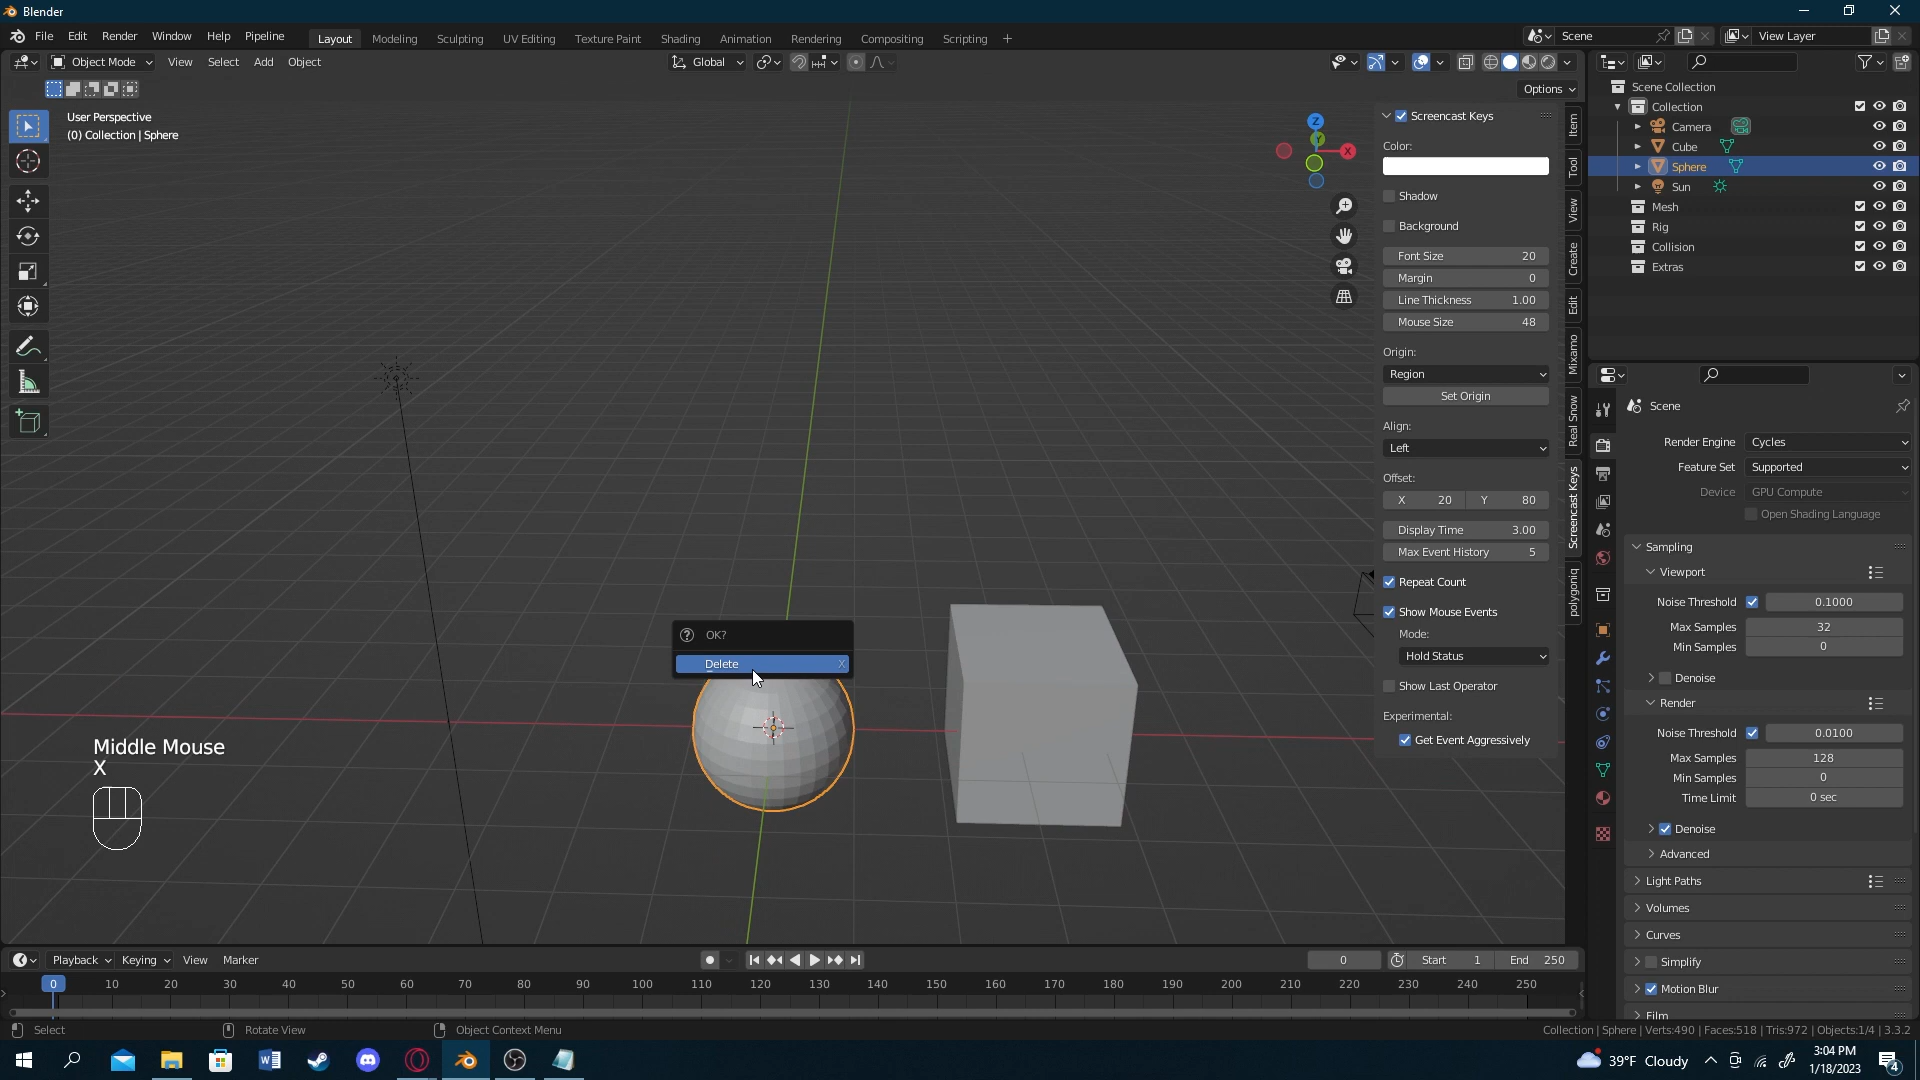 Blender
File Edit Render Window Help Pipeline Layout Modeling Sculpting UV Editing Texture Paint Shading Animation Rendering Compositing Scripting + Scene View Layer
Object Mode View Select Add Object Global
Options
User Perspective
(0) Collection | Sphere
Z
X
Screencast Keys
Color:
Shadow
Background
Font Size 20
Margin 0
Line Thickness 1.00
Mouse Size 48
Origin:
Region
Set Origin
Align:
Left
Offset:
X 20 Y 80
Display Time 3.00
Max Event History 5
Repeat Count
Show Mouse Events
Mode:
Hold Status
Show Last Operator
Experimental:
Get Event Aggressively
Item
Tool
View
Create
Edit
Mixamo
Real Snow
Screencast Keys
polygoniq
OK?
Delete X
Middle Mouse
X
Scene Collection
Collection
Camera
Cube
Sphere
Sun
Mesh
Rig
Collision
Extras
Scene
Render Engine Cycles
Feature Set Supported
Device GPU Compute
Open Shading Language
Sampling
Viewport
Noise Threshold 0.1000
Max Samples 32
Min Samples 0
Denoise
Render
Noise Threshold 0.0100
Max Samples 128
Min Samples 0
Time Limit 0 sec
Denoise
Advanced
Light Paths
Volumes
Curves
Simplify
Motion Blur
Film
Playback Keying View Marker 0 Start 1 End 250
0 10 20 30 40 50 60 70 80 90 100 110 120 130 140 150 160 170 180 190 200 210 220 230 240 250
Select Rotate View Object Context Menu Collection | Sphere | Verts:490 | Faces:518 | Tris:972 | Objects:1/4 | 3.3.2
39°F Cloudy
3:04 PM
1/18/2023
4